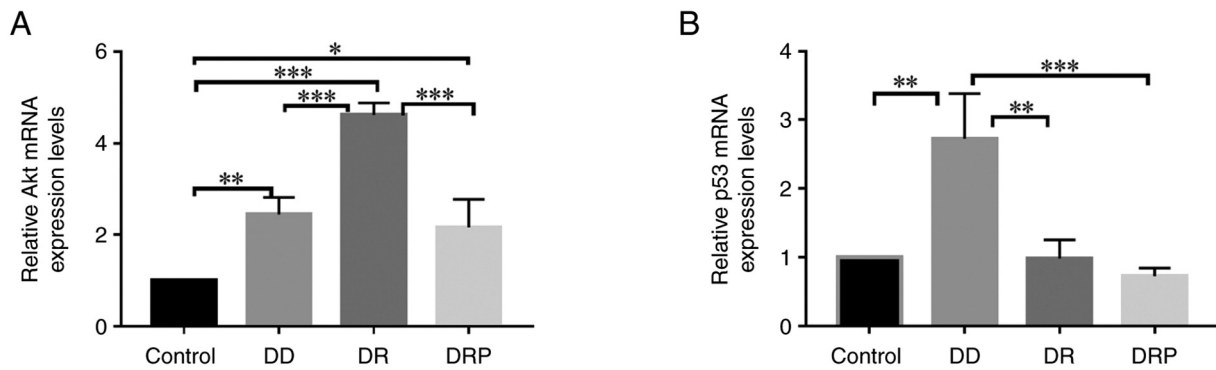 A
Relative Akt mRNA
expression levels
6
4
2
0
*
***
***
***
**
Control
DD
DR
DRP
B
Relative p53 mRNA
expression levels
4
3
2
1
0
**
***
**
Control
DD
DR
DRP